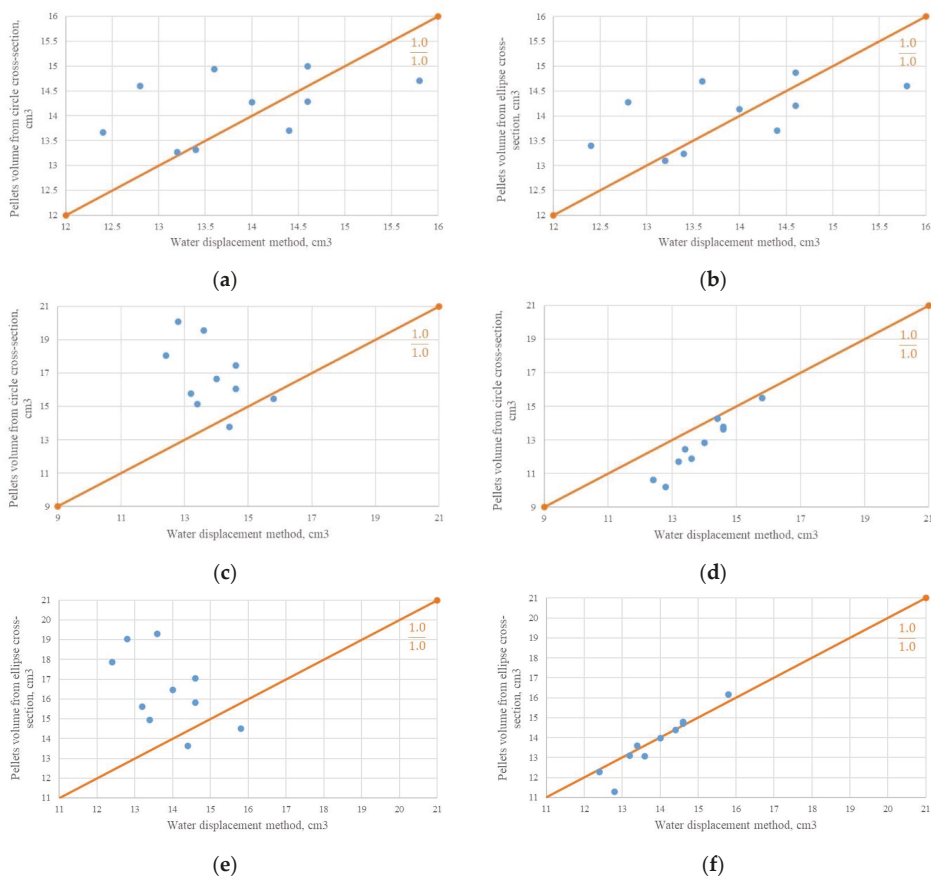 16
15.5
15
14.5
14
13.5
13
12.5
12
12 12.5 13 13.5 14 14.5 15 15.5 16
Pellets volume from circle cross-section,
cm3
Water displacement method, cm3
1.0
1.0
(a)
16
15.5
15
14.5
14
13.5
13
12.5
12
12 12.5 13 13.5 14 14.5 15 15.5 16
Pellets volume from ellipse cross-
section, cm3
Water displacement method, cm3
1.0
1.0
(b)
21
19
17
15
13
11
9
9 11 13 15 17 19 21
Pellets volume from circle cross-section,
cm3
Water displacement method, cm3
1.0
1.0
(c)
21
19
17
15
13
11
9
9 11 13 15 17 19 21
Pellets volume from circle cross-section,
cm3
Water displacement method, cm3
1.0
1.0
(d)
21
20
19
18
17
16
15
14
13
12
11
11 12 13 14 15 16 17 18 19 20 21
Pellets volume from ellipse cross-
section, cm3
Water displacement method, cm3
1.0
1.0
(e)
21
20
19
18
17
16
15
14
13
12
11
11 12 13 14 15 16 17 18 19 20 21
Pellets volume from ellipse cross-
section, cm3
Water displacement method, cm3
1.0
1.0
(f)